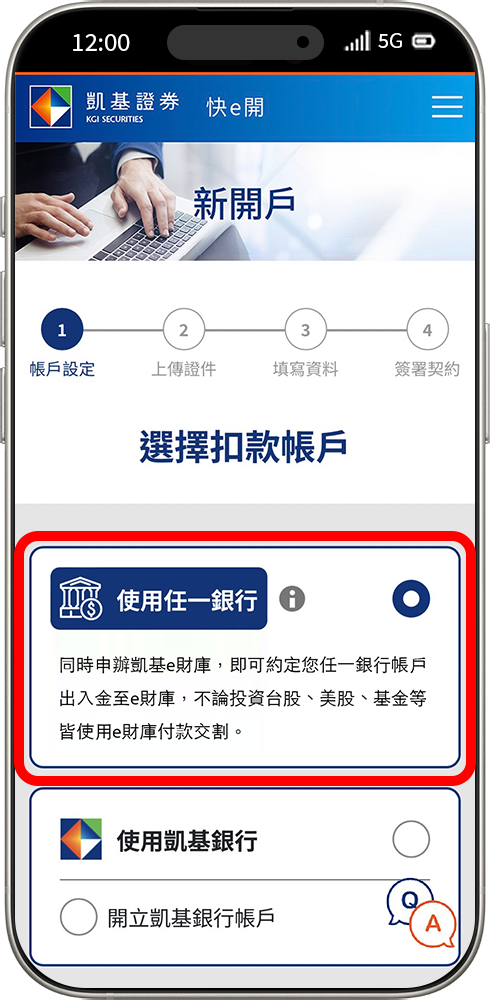 12:00
5G
凱基證券 快e開
KGI SECURITIES
新開戶
1 2 3 4
帳戶設定 上傳證件 填寫資料 簽署契約
選擇扣款帳戶
使用任一銀行
同時申辦凱基e財庫，即可約定您任一銀行帳戶
出入金至e財庫，不論投資台股、美股、基金等
皆使用e財庫付款交割。
使用凱基銀行
開立凱基銀行帳戶
Q
A